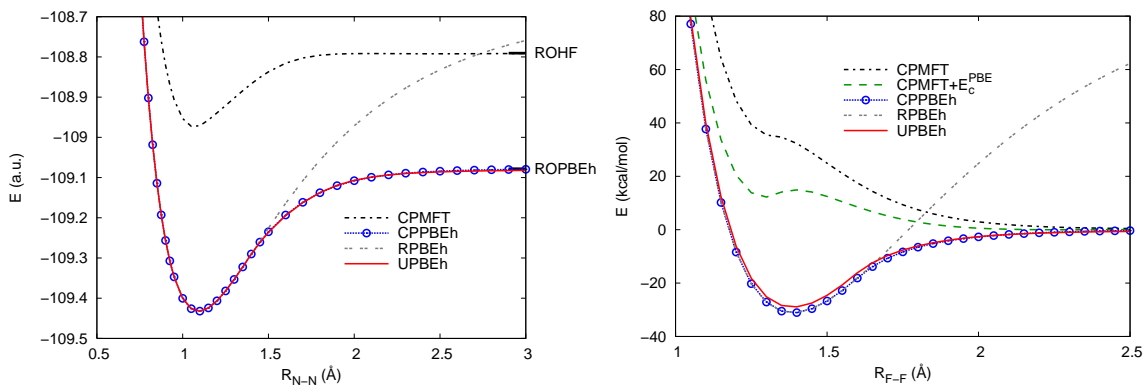 -108.7
-108.8
-108.9
-109
-109.1
-109.2
-109.3
-109.4
-109.5
E (a.u.)
0.5 1 1.5 2 2.5 3
R_N−N (Å)
ROHF
ROPBEh
CPMFT
CPPBEh
RPBEh
UPBEh
80
60
40
20
0
−20
−40
E (kcal/mol)
1 1.5 2 2.5
R_F−F (Å)
CPMFT
CPMFT+E_c^PBE
CPPBEh
RPBEh
UPBEh